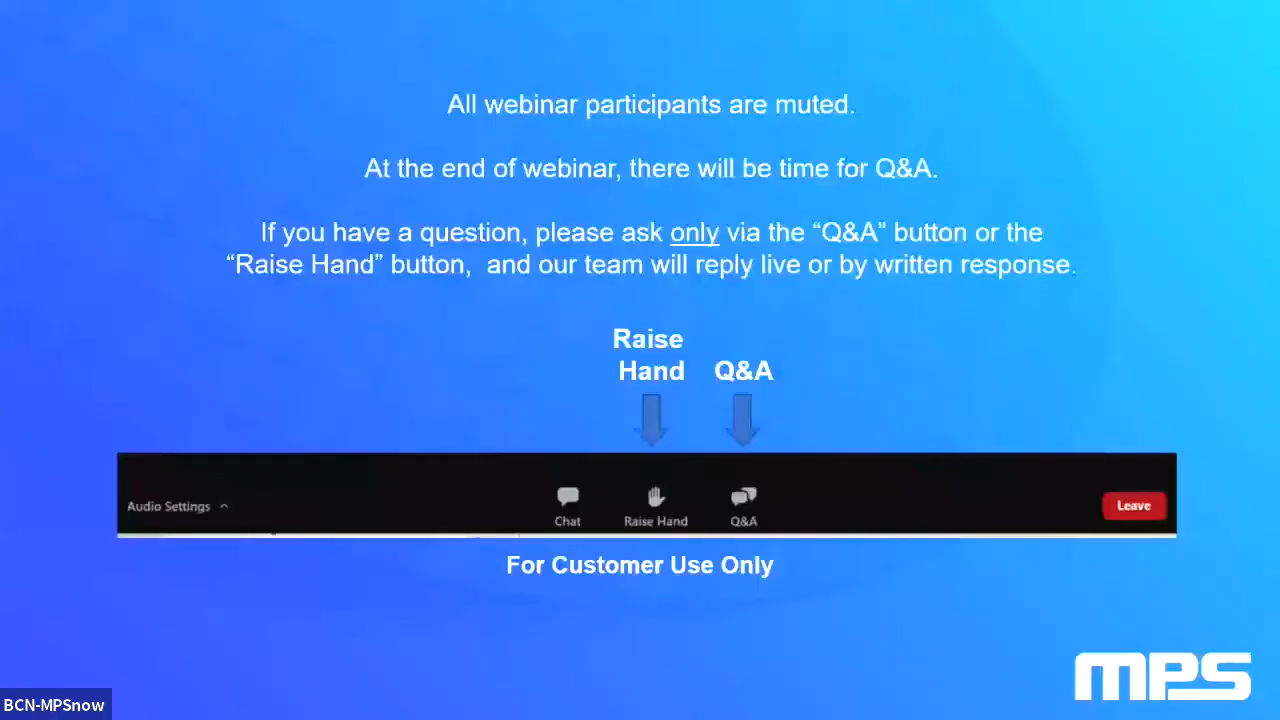 All webinar participants are muted.
At the end of webinar, there will be time for Q&A.
If you have a question, please ask only via the “Q&A” button or the
“Raise Hand” button,  and our team will reply live or by written response.
Raise
Hand
Q&A
Audio Settings
Chat
Raise Hand
Q&A
Leave
For Customer Use Only
MPS
BCN-MPSnow